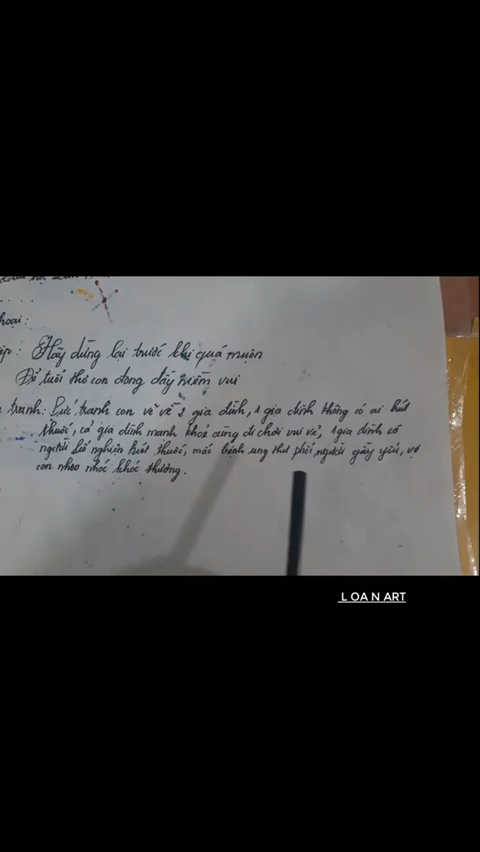 hoại:
iệp: Hãy dừng lại trước khi quá muộn
Để tuổi thơ con đong đầy niềm vui
trình: Bức tranh con vẽ về 2 gia đình, 1 gia đình không có ai hút
thuốc, cả gia đình mạnh khoẻ cùng đi chơi vui vẻ, 1 gia đình có
người bố nghiện hút thuốc, mắc bệnh ung thư phổi người gầy yếu, vợ
con nheo nhóc khóc thương.
L OA N ART